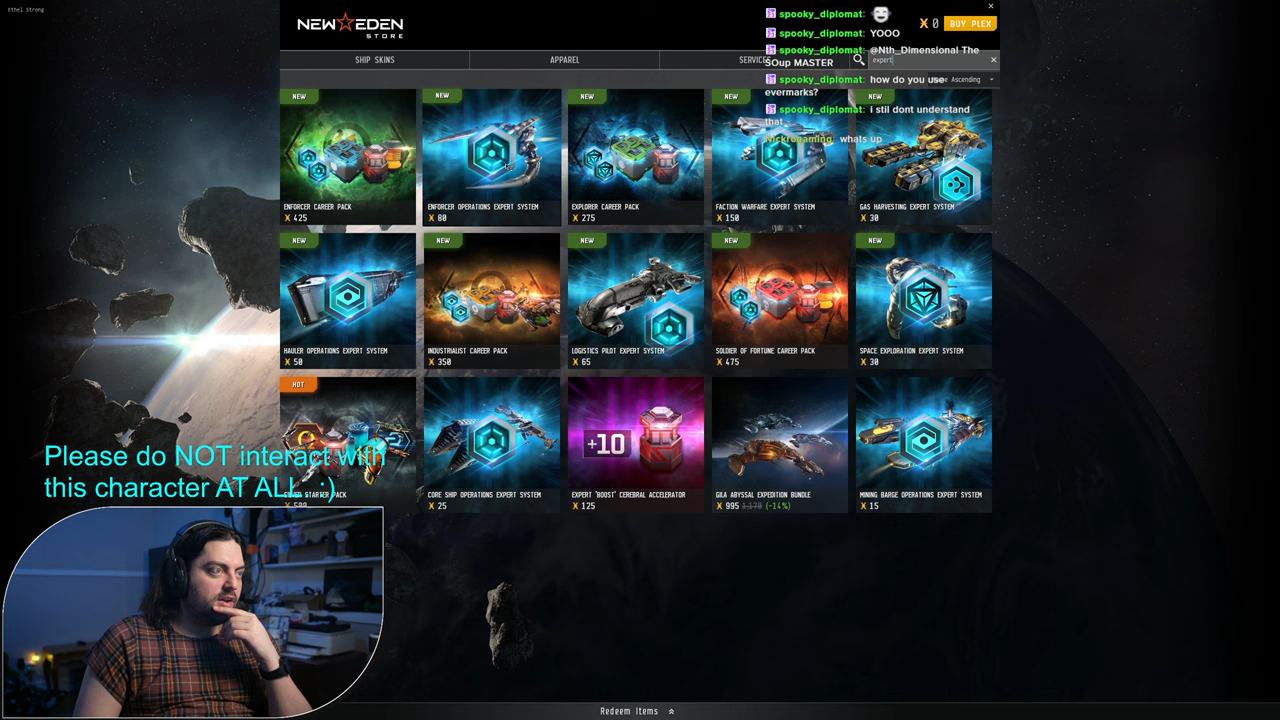 Ethel Strong
NEW EDEN
STORE
X 0
BUY PLEX
SHIP SKINS
APPAREL
SERVICES
expert
Ascending
spooky_diplomat:
spooky_diplomat: YOOO
spooky_diplomat: @Nth_Dimensional The
SOup MASTER
spooky_diplomat: how do you use
evermarks?
spooky_diplomat: i stil dont understand
that
Nickrogaming: whats up
NEW
NEW
NEW
NEW
NEW
ENFORCER CAREER PACK
425
ENFORCER OPERATIONS EXPERT SYSTEM
80
EXPLORER CAREER PACK
275
FACTION WARFARE EXPERT SYSTEM
150
GAS HARVESTING EXPERT SYSTEM
30
NEW
NEW
NEW
NEW
NEW
HAULER OPERATIONS EXPERT SYSTEM
50
INDUSTRIALIST CAREER PACK
350
LOGISTICS PILOT EXPERT SYSTEM
65
SOLDIER OF FORTUNE CAREER PACK
475
SPACE EXPLORATION EXPERT SYSTEM
30
HOT
+10
PACK
CORE SHIP OPERATIONS EXPERT SYSTEM
25
EXPERT 'BOOST' CEREBRAL ACCELERATOR
125
GILA ABYSSAL EXPEDITION BUNDLE
995 1,170 (-14%)
MINING BARGE OPERATIONS EXPERT SYSTEM
15
Please do NOT interact with
this character AT ALL :)
Redeem Items